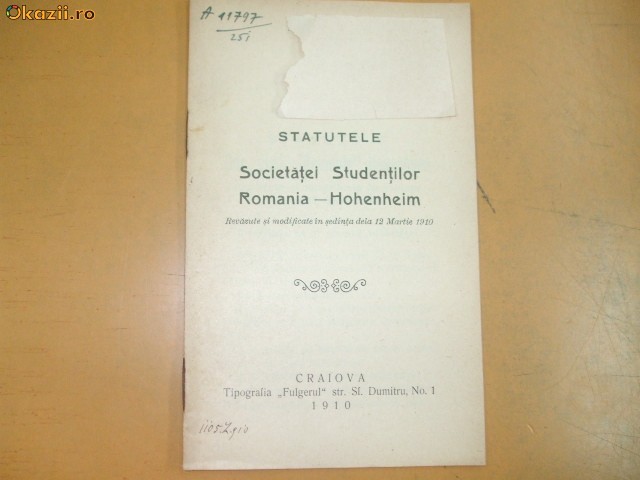 Okazii.ro
A 11797
251
STATUTELE
Societăței Studenților
Romania — Hohenheim
Revăzute și modificate în ședința dela 12 Martie 1910
CRAIOVA
Tipografia „Fulgerul" str. Sf. Dumitru, No. 1
1910